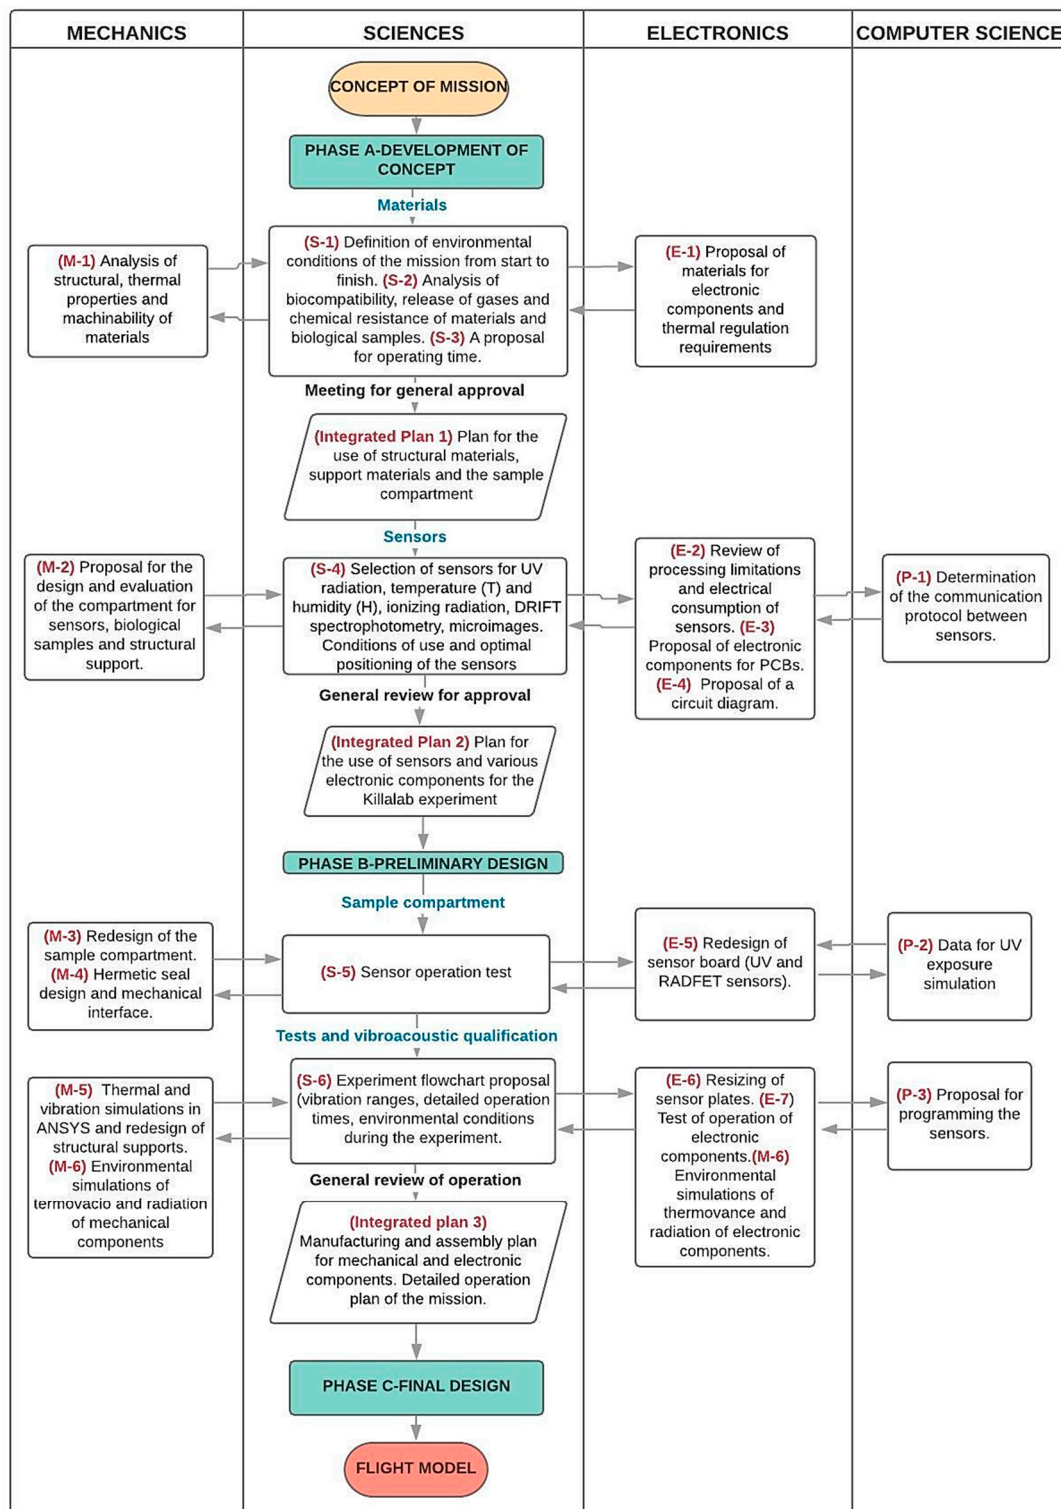 MECHANICS
SCIENCES
ELECTRONICS
COMPUTER SCIENCE
CONCEPT OF MISSION
PHASE A-DEVELOPMENT OF
CONCEPT
Materials
(M-1) Analysis of
structural, thermal
properties and
machinability of
materials
(S-1) Definition of environmental
conditions of the mission from start to
finish. (S-2) Analysis of
biocompatibility, release of gases and
chemical resistance of materials and
biological samples. (S-3) A proposal
for operating time.
(E-1) Proposal of
materials for
electronic
components and
thermal regulation
requirements
Meeting for general approval
(Integrated Plan 1) Plan for the
use of structural materials,
support materials and the sample
compartment
Sensors
(M-2) Proposal for the
design and evaluation
of the compartment for
sensors, biological
samples and structural
support.
(S-4) Selection of sensors for UV
radiation, temperature (T) and
humidity (H), ionizing radiation, DRIFT
spectrophotometry, microimages.
Conditions of use and optimal
positioning of the sensors
(E-2) Review of
processing limitations
and electrical
consumption of
sensors. (E-3)
Proposal of electronic
components for PCBs.
(E-4) Proposal of a
circuit diagram.
(P-1) Determination
of the communication
protocol between
sensors.
General review for approval
(Integrated Plan 2) Plan for
the use of sensors and various
electronic components for the
Killalab experiment
PHASE B-PRELIMINARY DESIGN
Sample compartment
(M-3) Redesign of the
sample compartment.
(M-4) Hermetic seal
design and mechanical
interface.
(S-5) Sensor operation test
(E-5) Redesign of
sensor board (UV and
RADFET sensors).
(P-2) Data for UV
exposure
simulation
Tests and vibroacoustic qualification
(M-5) Thermal and
vibration simulations in
ANSYS and redesign of
structural supports.
(M-6) Environmental
simulations of
termovacio and radiation
of mechanical
components
(S-6) Experiment flowchart proposal
(vibration ranges, detailed operation
times, environmental conditions
during the experiment.
(E-6) Resizing of
sensor plates. (E-7)
Test of operation of
electronic
components.(M-6)
Environmental
simulations of
thermovance and
radiation of electronic
components.
(P-3) Proposal for
programming the
sensors.
General review of operation
(Integrated plan 3)
Manufacturing and assembly plan
for mechanical and electronic
components. Detailed operation
plan of the mission.
PHASE C-FINAL DESIGN
FLIGHT MODEL